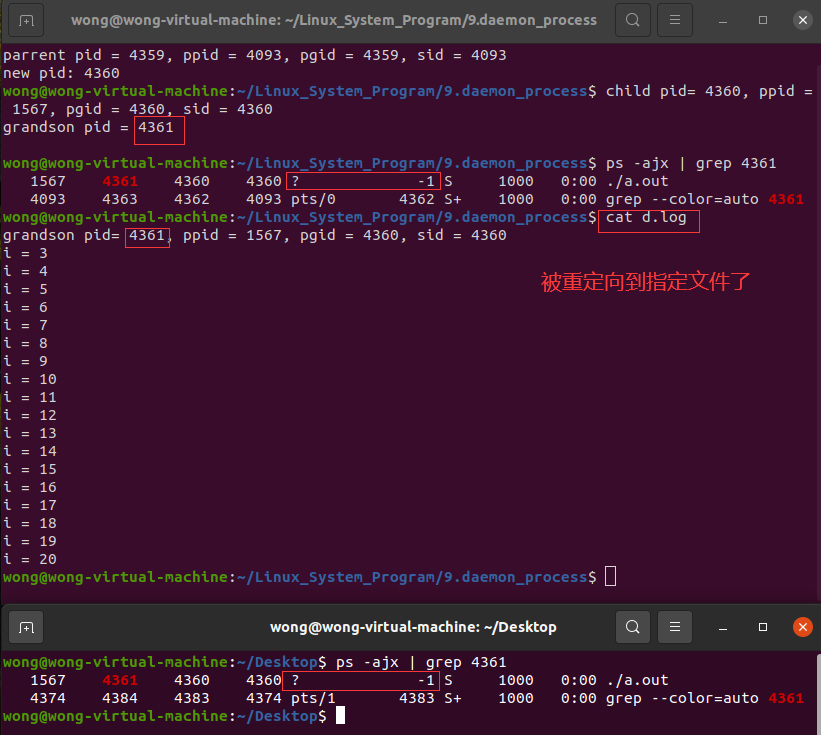 wong@wong-virtual-machine: ~/Linux_System_Program/9.daemon_process
parrent pid = 4359, ppid = 4093, pgid = 4359, sid = 4093
new pid: 4360
wong@wong-virtual-machine:~/Linux_System_Program/9.daemon_process$ child pid= 4360, ppid =
 1567, pgid = 4360, sid = 4360
grandson pid = 4361
wong@wong-virtual-machine:~/Linux_System_Program/9.daemon_process$ ps -ajx | grep 4361
   1567    4361    4360    4360 ?             -1 S     1000   0:00 ./a.out
   4093    4363    4362    4093 pts/0       4362 S+    1000   0:00 grep --color=auto 4361
wong@wong-virtual-machine:~/Linux_System_Program/9.daemon_process$ cat d.log
grandson pid= 4361, ppid = 1567, pgid = 4360, sid = 4360
i = 3
i = 4
被重定向到指定文件了
i = 5
i = 6
i = 7
i = 8
i = 9
i = 10
i = 11
i = 12
i = 13
i = 14
i = 15
i = 16
i = 17
i = 18
i = 19
i = 20
wong@wong-virtual-machine:~/Linux_System_Program/9.daemon_process$
wong@wong-virtual-machine: ~/Desktop
wong@wong-virtual-machine:~/Desktop$ ps -ajx | grep 4361
   1567    4361    4360    4360 ?             -1 S     1000   0:00 ./a.out
   4374    4384    4383    4374 pts/1       4383 S+    1000   0:00 grep --color=auto 4361
wong@wong-virtual-machine:~/Desktop$